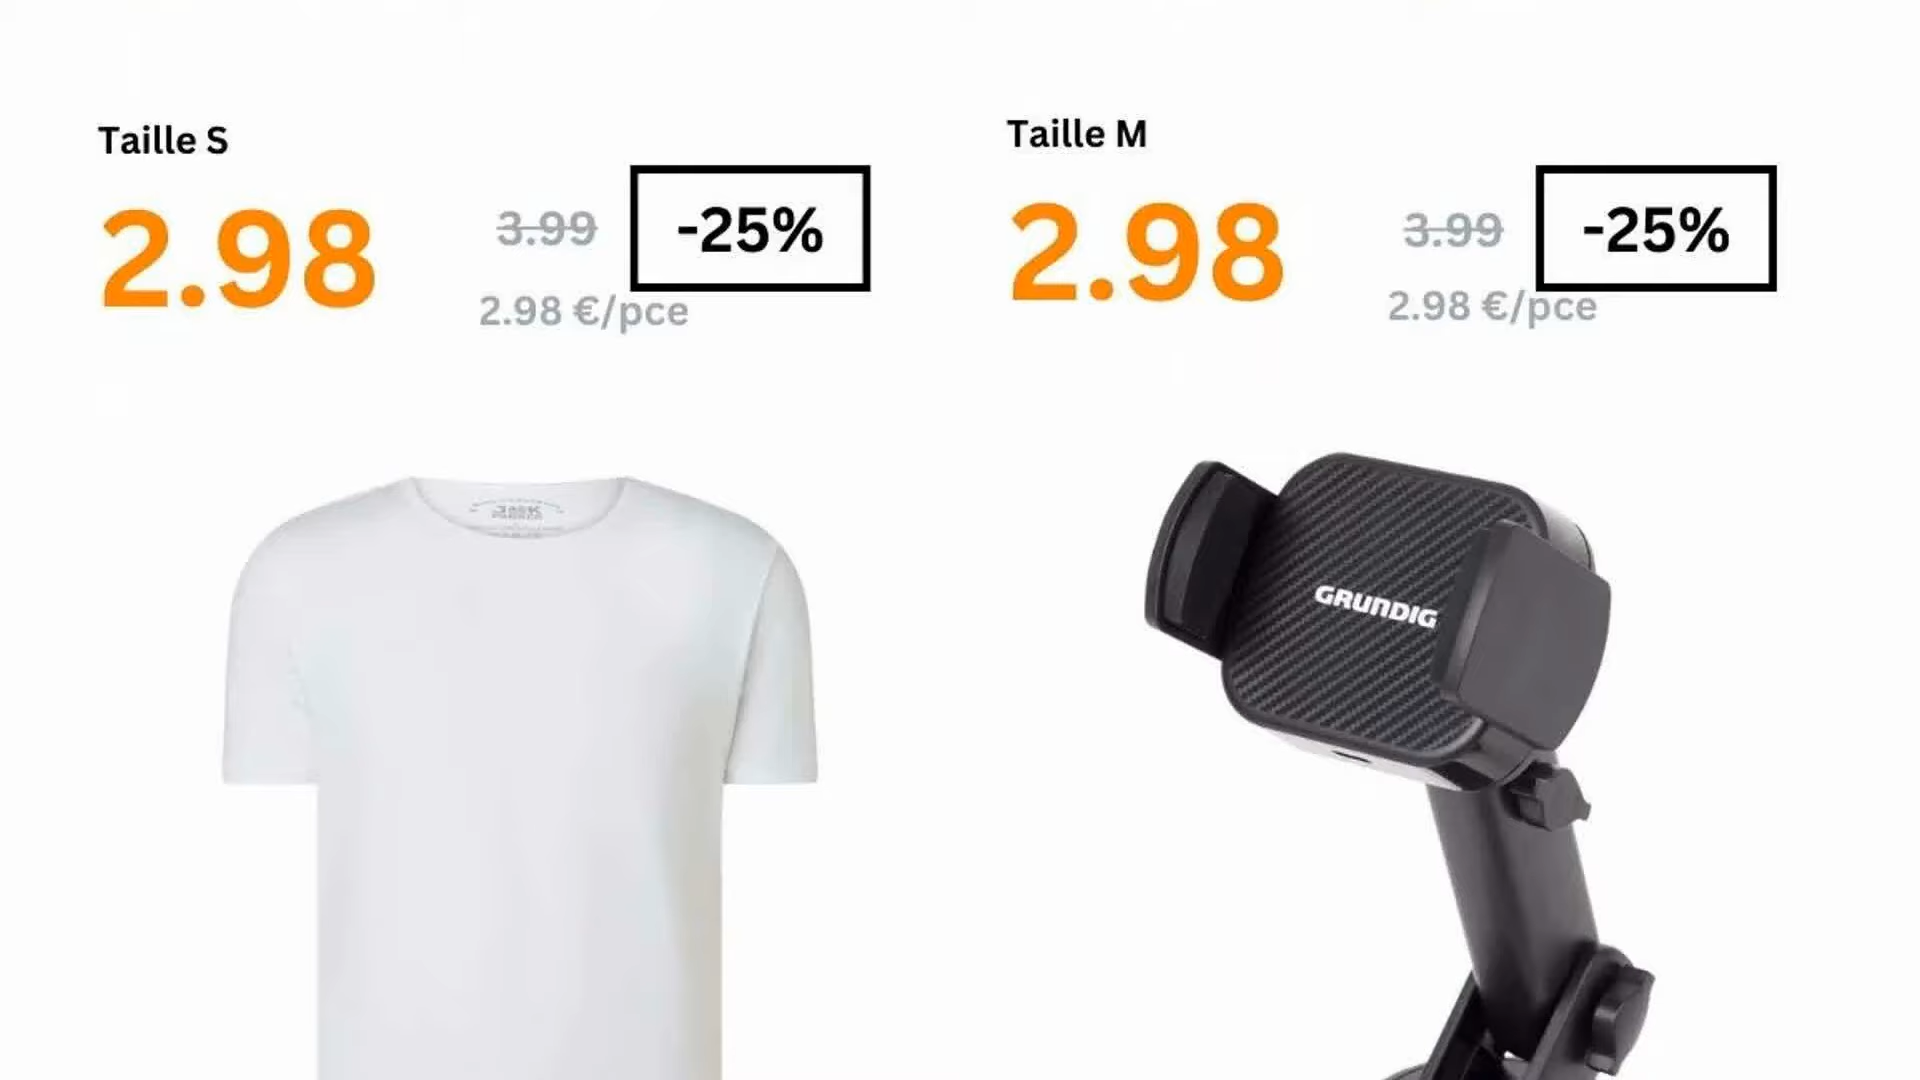 Taille S
2.98
3.99
-25%
2.98 €/pce
Taille M
2.98
3.99
-25%
2.98 €/pce
GRUNDIG